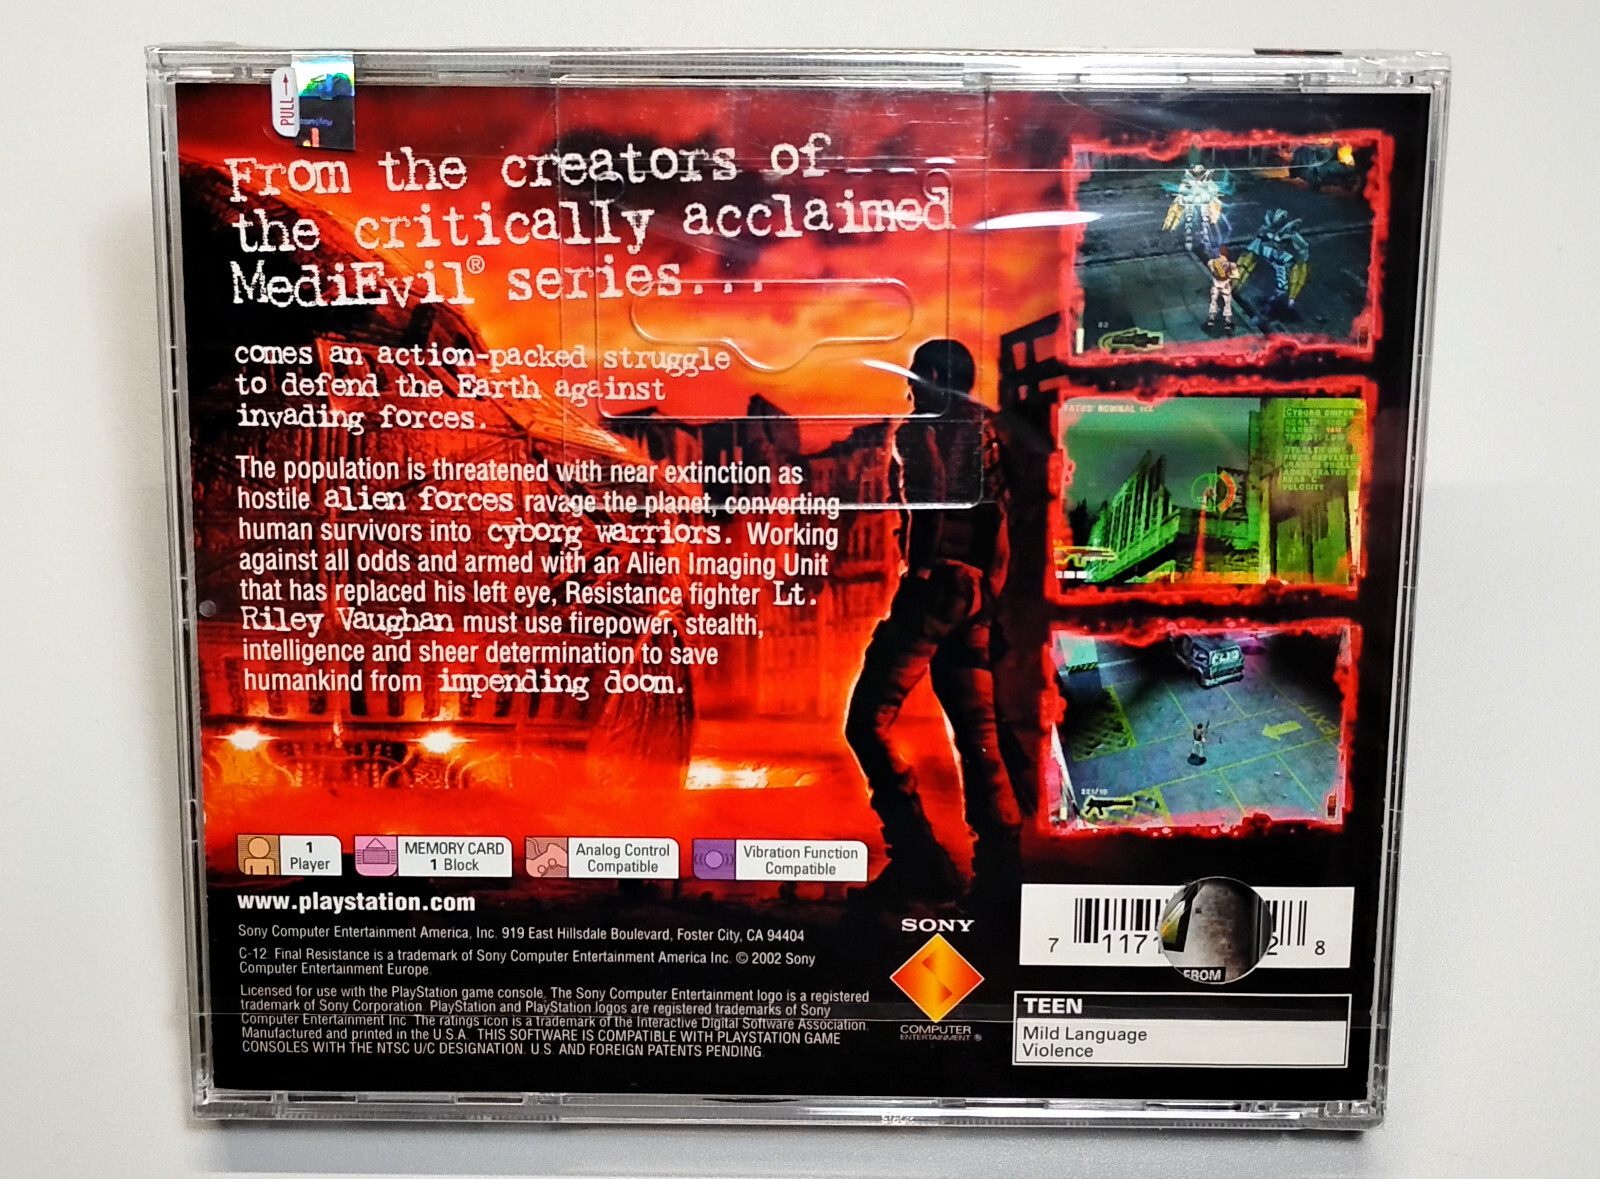 PULL→
From the creators of
the critically acclaimed
MediEvil® series...
comes an action-packed struggle
to defend the Earth against
invading forces.
The population is threatened with near extinction as
hostile alien forces ravage the planet, converting
human survivors into cyborg warriors. Working
against all odds and armed with an Alien Imaging Unit
that has replaced his left eye, Resistance fighter Lt.
Riley Vaughan must use firepower, stealth,
intelligence and sheer determination to save
humankind from impending doom.
CYBORG SNIPER
221/10
1
Player
MEMORY CARD
1 Block
Analog Control
Compatible
Vibration Function
Compatible
www.playstation.com
Sony Computer Entertainment America, Inc. 919 East Hillsdale Boulevard, Foster City, CA 94404
C-12: Final Resistance is a trademark of Sony Computer Entertainment America Inc. © 2002 Sony
Computer Entertainment Europe.
Licensed for use with the PlayStation game console. The Sony Computer Entertainment logo is a registered
trademark of Sony Corporation. PlayStation and PlayStation logos are registered trademarks of Sony
Computer Entertainment Inc. The ratings icon is a trademark of the Interactive Digital Software Association.
Manufactured and printed in the U.S.A. THIS SOFTWARE IS COMPATIBLE WITH PLAYSTATION GAME
CONSOLES WITH THE NTSC U/C DESIGNATION. U.S. AND FOREIGN PATENTS PENDING.
SONY
COMPUTER
ENTERTAINMENT ®
7 1171 2 8
FROM
TEEN
Mild Language
Violence